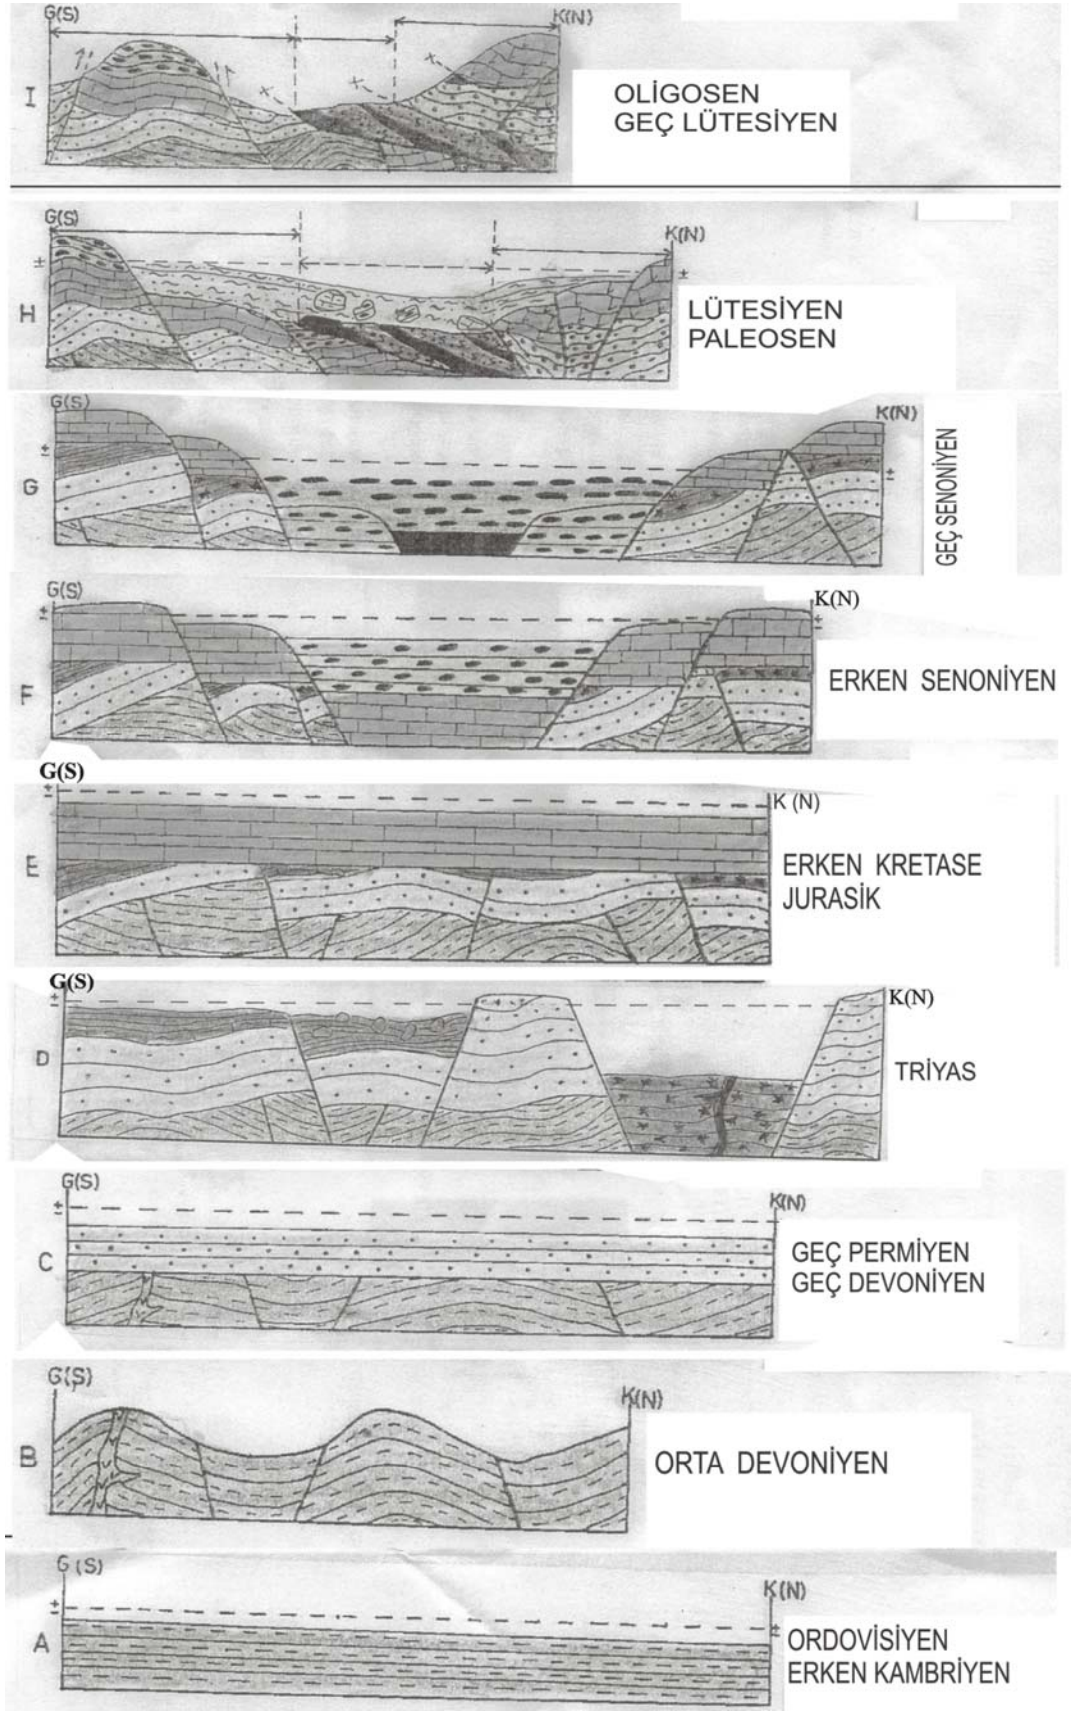 G(S) K(N)
I
OLİGOSEN
GEÇ LÜTESİYEN
G(S) K(N)
H
LÜTESİYEN
PALEOSEN
G(S) K(N)
G
GEÇ SENONİYEN
G(S) K(N)
F
ERKEN SENONİYEN
G(S) K(N)
E
ERKEN KRETASE
JURASİK
G(S) K(N)
D
TRİYAS
G(S) K(N)
C
GEÇ PERMİYEN
GEÇ DEVONİYEN
G(S) K(N)
B
ORTA DEVONİYEN
G(S) K(N)
A
ORDOVİSİYEN
ERKEN KAMBRİYEN